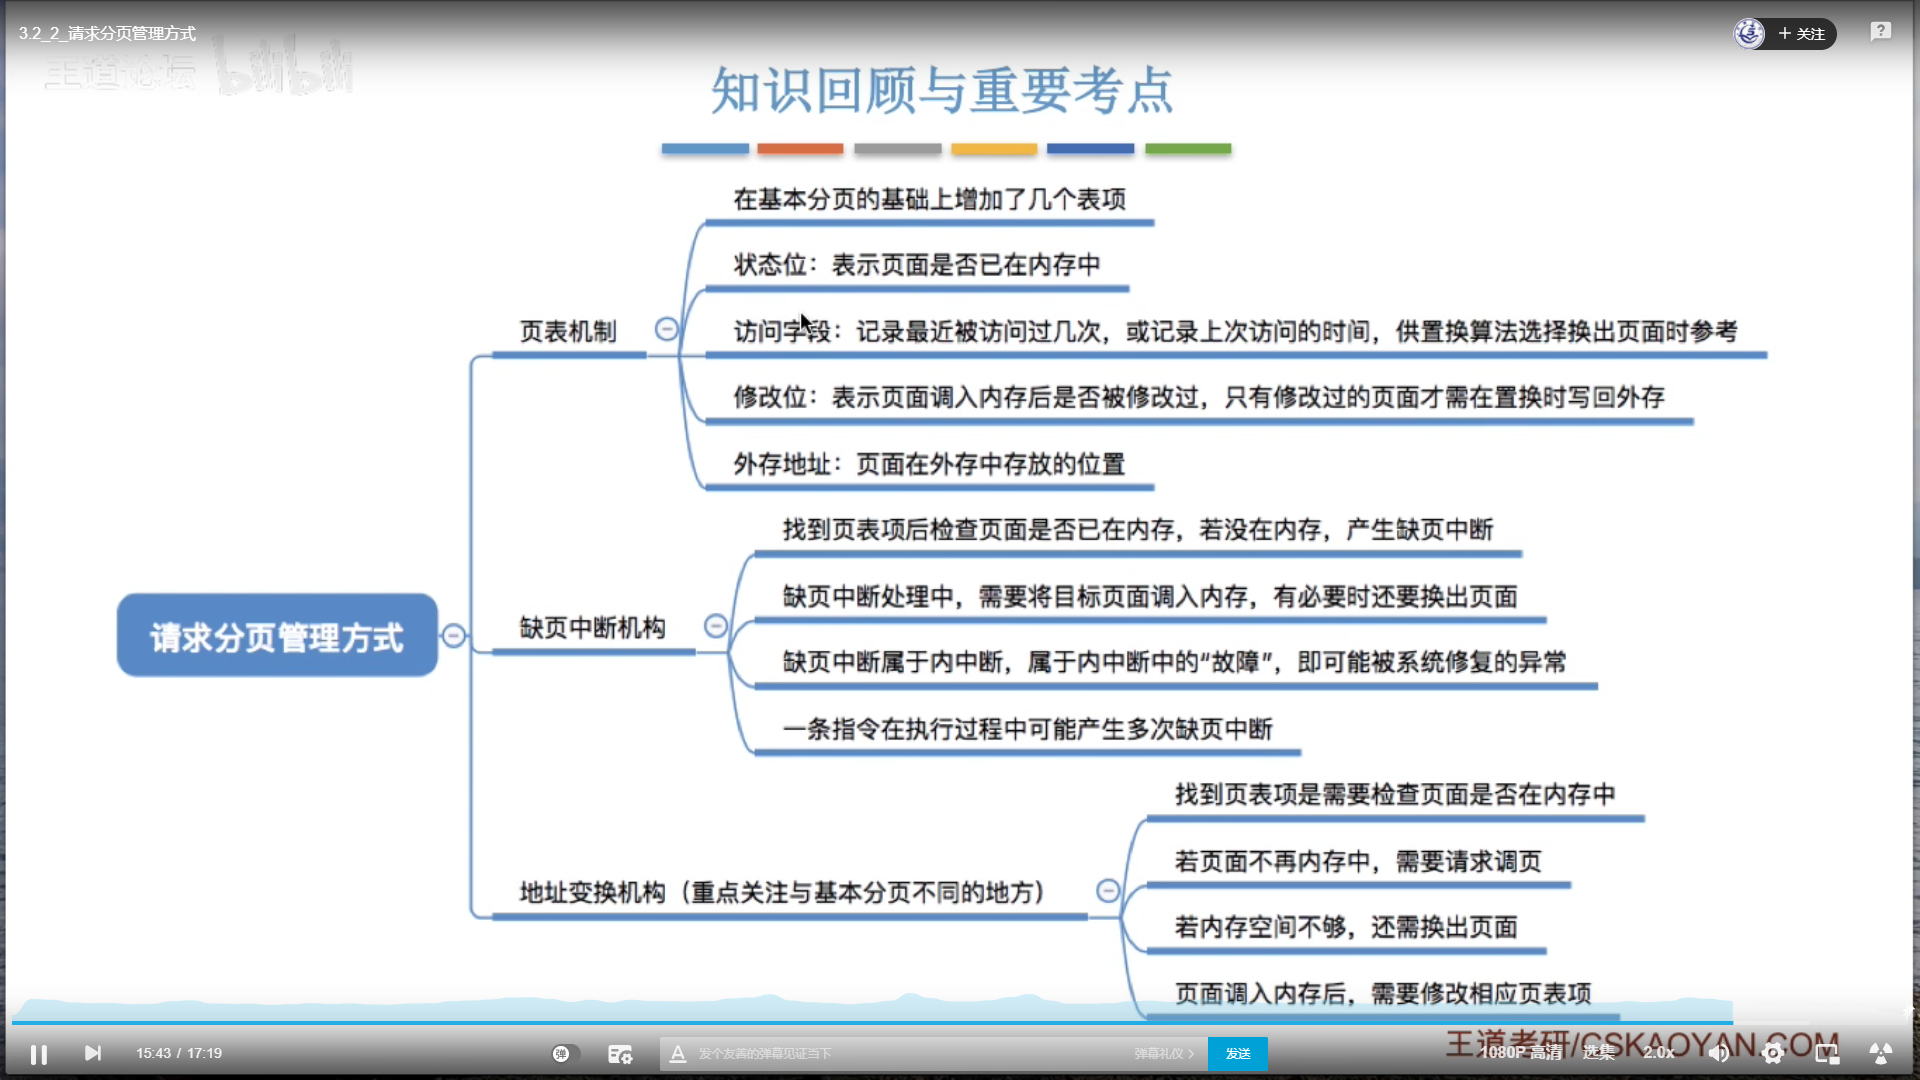 3.2_2_请求分页管理方式
+ 关注
王道论坛 bilibili
知识回顾与重要考点
在基本分页的基础上增加了几个表项
状态位：表示页面是否已在内存中
页表机制
访问字段：记录最近被访问过几次，或记录上次访问的时间，供置换算法选择换出页面时参考
修改位：表示页面调入内存后是否被修改过，只有修改过的页面才需在置换时写回外存
外存地址：页面在外存中存放的位置
找到页表项后检查页面是否已在内存，若没在内存，产生缺页中断
缺页中断处理中，需要将目标页面调入内存，有必要时还要换出页面
请求分页管理方式
缺页中断机构
缺页中断属于内中断，属于内中断中的“故障”，即可能被系统修复的异常
一条指令在执行过程中可能产生多次缺页中断
找到页表项是需要检查页面是否在内存中
若页面不再内存中，需要请求调页
地址变换机构（重点关注与基本分页不同的地方）
若内存空间不够，还需换出页面
页面调入内存后，需要修改相应页表项
王道考研/CSKAOYAN.COM
15:43 / 17:19
弹
发个友善的弹幕见证当下
弹幕礼仪
发送
1080P 高清
选集
2.0x